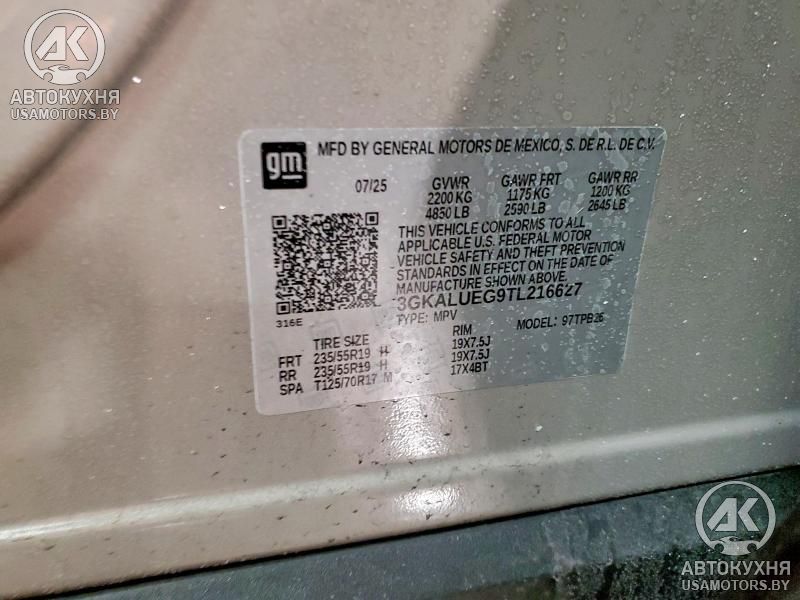 AK
АВТОКУХНЯ
USAMOTORS.BY
gm MFD BY GENERAL MOTORS DE MEXICO, S. DE R.L. DE C.V.
07/25 GVWR GAWR FRT GAWR RR
2200 KG 1175 KG 1200 KG
4850 LB 2590 LB 2645 LB
THIS VEHICLE CONFORMS TO ALL
APPLICABLE U.S. FEDERAL MOTOR
VEHICLE SAFETY AND THEFT PREVENTION
STANDARDS IN EFFECT ON THE DATE OF
MANUFACTURE SHOWN ABOVE.
3GKALUEG9TL216627
316E TYPE: MPV MODEL: 97TPB26
TIRE SIZE RIM
FRT 235/55R19 H 19X7.5J
RR 235/55R19 H 19X7.5J
SPA T125/70R17 M 17X4BT
AK
АВТОКУХНЯ
USAMOTORS.BY